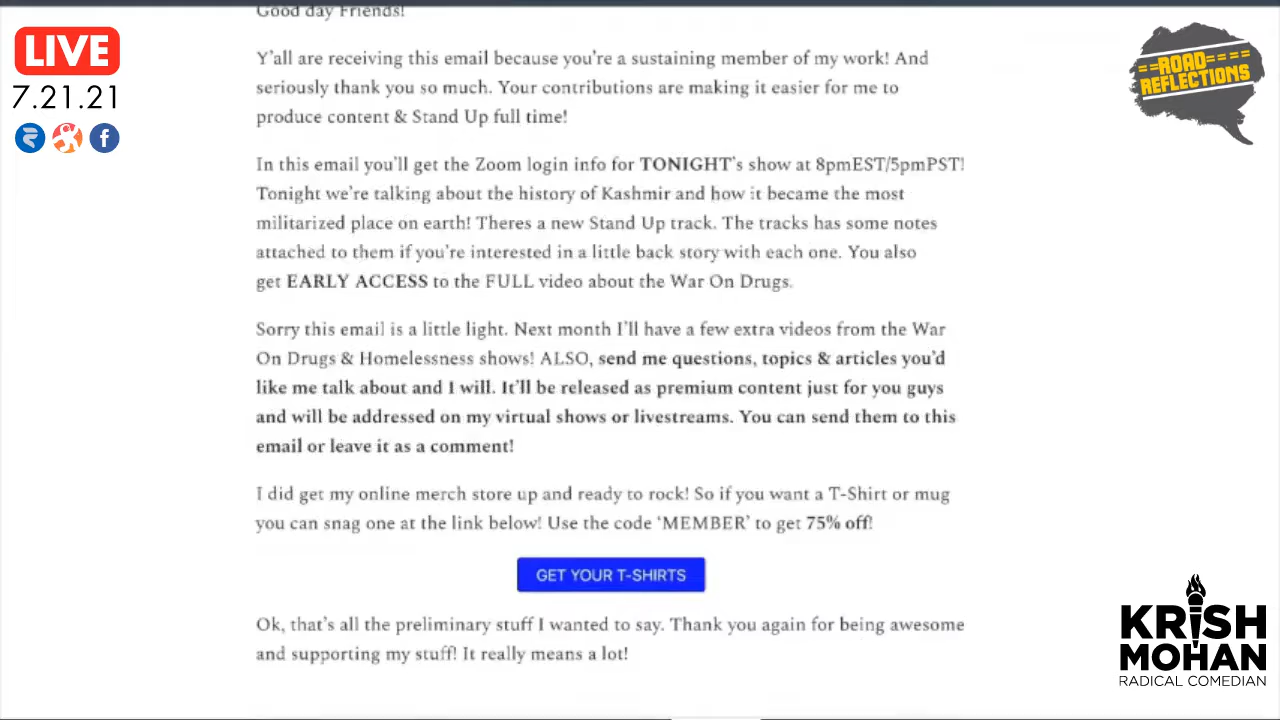 Good day Friends!
LIVE
7.21.21
f
==ROAD====
==REFLECTIONS
Y'all are receiving this email because you're a sustaining member of my work! And
seriously thank you so much. Your contributions are making it easier for me to
produce content & Stand Up full time!
In this email you'll get the Zoom login info for TONIGHT's show at 8pmEST/5pmPST!
Tonight we're talking about the history of Kashmir and how it became the most
militarized place on earth! Theres a new Stand Up track. The tracks has some notes
attached to them if you're interested in a little back story with each one. You also
get EARLY ACCESS to the FULL video about the War On Drugs.
Sorry this email is a little light. Next month I'll have a few extra videos from the War
On Drugs & Homelessness shows! ALSO, send me questions, topics & articles you'd
like me talk about and I will. It'll be released as premium content just for you guys
and will be addressed on my virtual shows or livestreams. You can send them to this
email or leave it as a comment!
I did get my online merch store up and ready to rock! So if you want a T-Shirt or mug
you can snag one at the link below! Use the code 'MEMBER' to get 75% off!
GET YOUR T-SHIRTS
Ok, that's all the preliminary stuff I wanted to say. Thank you again for being awesome
and supporting my stuff! It really means a lot!
KRISH
MOHAN
RADICAL COMEDIAN